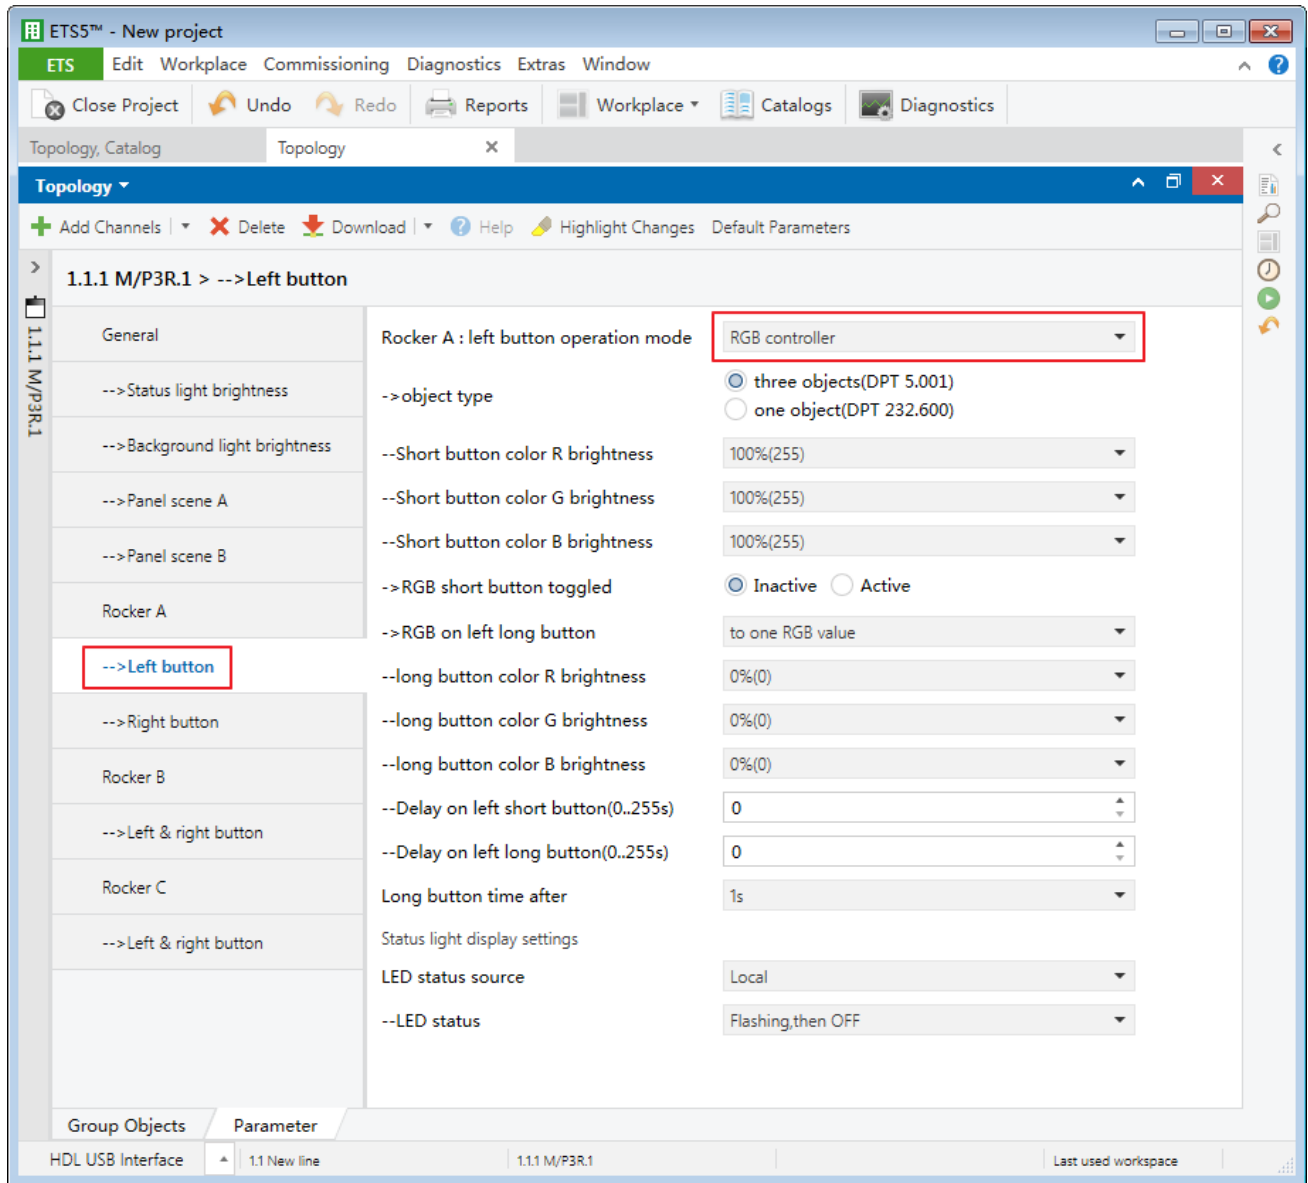 ETS5™ - New project
ETS Edit Workplace Commissioning Diagnostics Extras Window
Close Project Undo Redo Reports Workplace Catalogs Diagnostics
Topology, Catalog Topology
Topology
Add Channels Delete Download Help Highlight Changes Default Parameters
1.1.1 M/P3R.1 > -->Left button
1.1.1 M/P3R.1
General
-->Status light brightness
-->Background light brightness
-->Panel scene A
-->Panel scene B
Rocker A
-->Left button
-->Right button
Rocker B
-->Left & right button
Rocker C
-->Left & right button
Rocker A : left button operation mode RGB controller
->object type three objects(DPT 5.001)
one object(DPT 232.600)
--Short button color R brightness 100%(255)
--Short button color G brightness 100%(255)
--Short button color B brightness 100%(255)
->RGB short button toggled Inactive Active
->RGB on left long button to one RGB value
--long button color R brightness 0%(0)
--long button color G brightness 0%(0)
--long button color B brightness 0%(0)
--Delay on left short button(0..255s) 0
--Delay on left long button(0..255s) 0
Long button time after 1s
Status light display settings
LED status source Local
--LED status Flashing,then OFF
Group Objects Parameter
HDL USB Interface 1.1 New line 1.1.1 M/P3R.1 Last used workspace